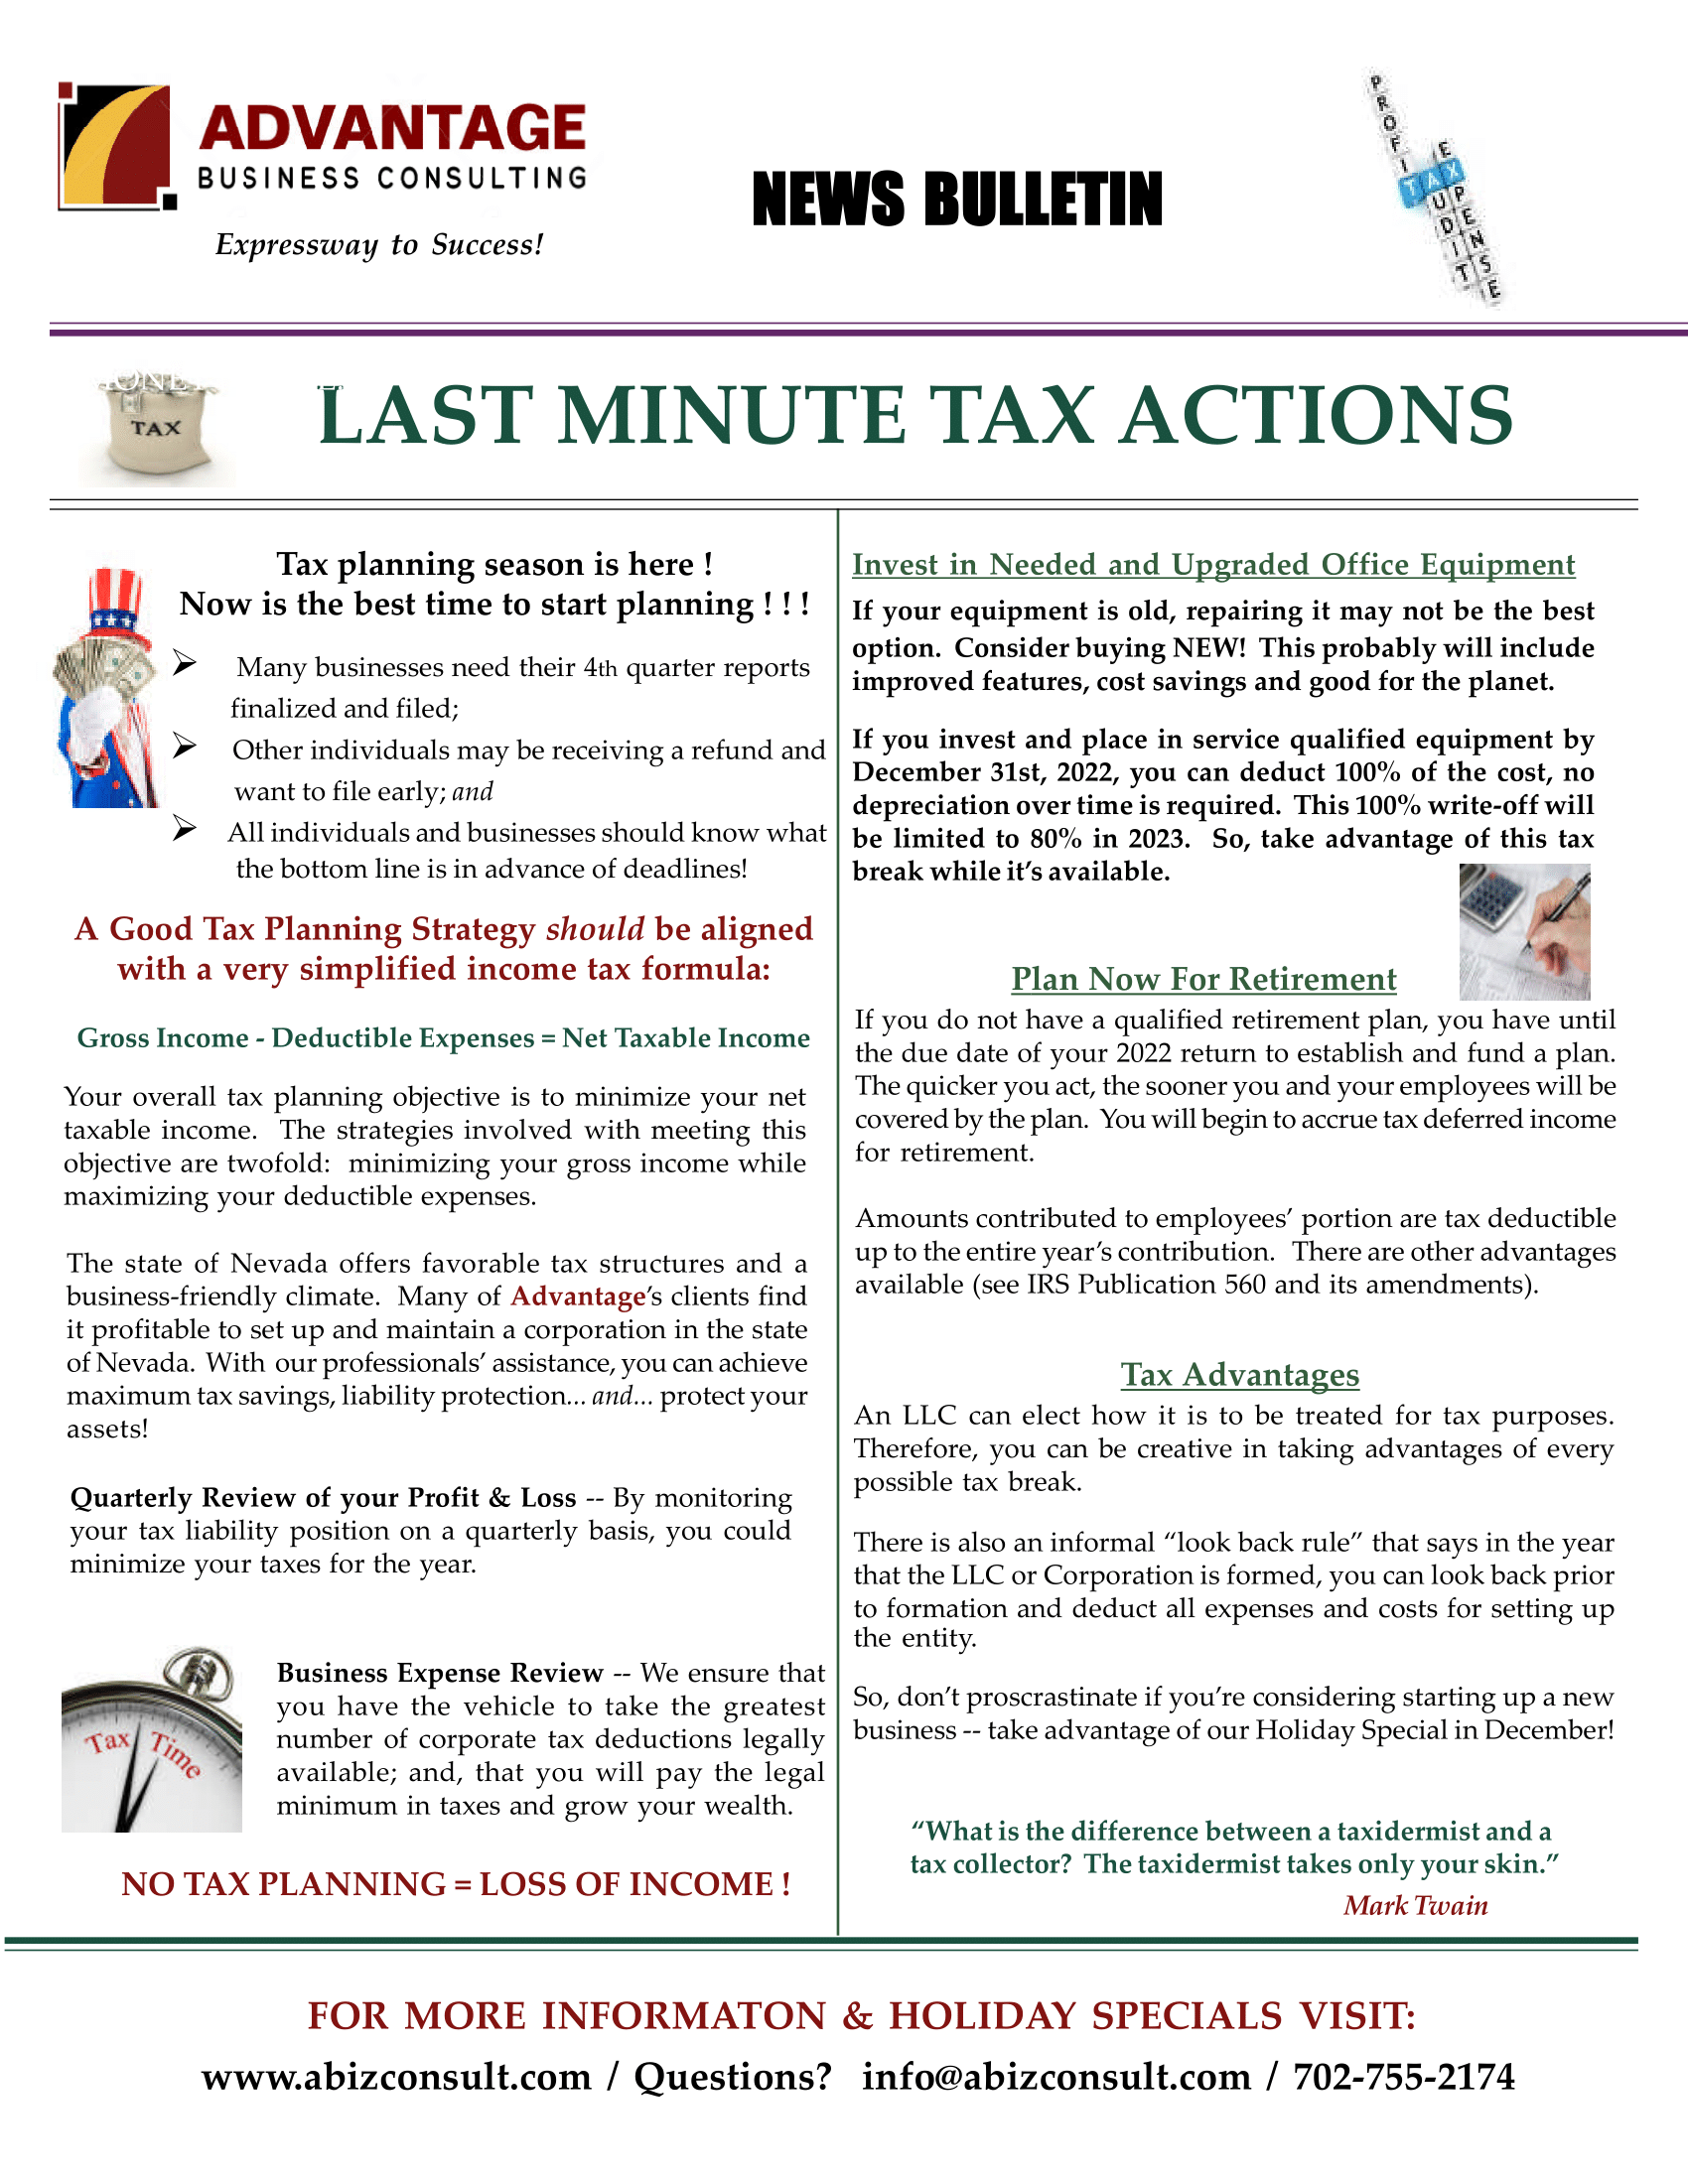 ADVANTAGE
BUSINESS CONSULTING
Expressway to Success!
NEWS BULLETIN
PROFIT
TAX
AUDIT
EXPENSE
TAX
LAST MINUTE TAX ACTIONS
Tax planning season is here !
Now is the best time to start planning ! ! !
➢ Many businesses need their 4th quarter reports
finalized and filed;
➢ Other individuals may be receiving a refund and
want to file early; and
➢ All individuals and businesses should know what
the bottom line is in advance of deadlines!
A Good Tax Planning Strategy should be aligned
with a very simplified income tax formula:
Gross Income - Deductible Expenses = Net Taxable Income
Your overall tax planning objective is to minimize your net
taxable income. The strategies involved with meeting this
objective are twofold: minimizing your gross income while
maximizing your deductible expenses.
The state of Nevada offers favorable tax structures and a
business-friendly climate. Many of Advantage's clients find
it profitable to set up and maintain a corporation in the state
of Nevada. With our professionals' assistance, you can achieve
maximum tax savings, liability protection... and... protect your
assets!
Quarterly Review of your Profit & Loss -- By monitoring
your tax liability position on a quarterly basis, you could
minimize your taxes for the year.
Tax Time
Business Expense Review -- We ensure that
you have the vehicle to take the greatest
number of corporate tax deductions legally
available; and, that you will pay the legal
minimum in taxes and grow your wealth.
NO TAX PLANNING = LOSS OF INCOME !
Invest in Needed and Upgraded Office Equipment
If your equipment is old, repairing it may not be the best
option. Consider buying NEW! This probably will include
improved features, cost savings and good for the planet.
If you invest and place in service qualified equipment by
December 31st, 2022, you can deduct 100% of the cost, no
depreciation over time is required. This 100% write-off will
be limited to 80% in 2023. So, take advantage of this tax
break while it's available.
Plan Now For Retirement
If you do not have a qualified retirement plan, you have until
the due date of your 2022 return to establish and fund a plan.
The quicker you act, the sooner you and your employees will be
covered by the plan. You will begin to accrue tax deferred income
for retirement.
Amounts contributed to employees' portion are tax deductible
up to the entire year's contribution. There are other advantages
available (see IRS Publication 560 and its amendments).
Tax Advantages
An LLC can elect how it is to be treated for tax purposes.
Therefore, you can be creative in taking advantages of every
possible tax break.
There is also an informal "look back rule" that says in the year
that the LLC or Corporation is formed, you can look back prior
to formation and deduct all expenses and costs for setting up
the entity.
So, don't proscrastinate if you're considering starting up a new
business -- take advantage of our Holiday Special in December!
"What is the difference between a taxidermist and a
tax collector? The taxidermist takes only your skin."
Mark Twain
FOR MORE INFORMATON & HOLIDAY SPECIALS VISIT:
www.abizconsult.com / Questions? info@abizconsult.com / 702-755-2174